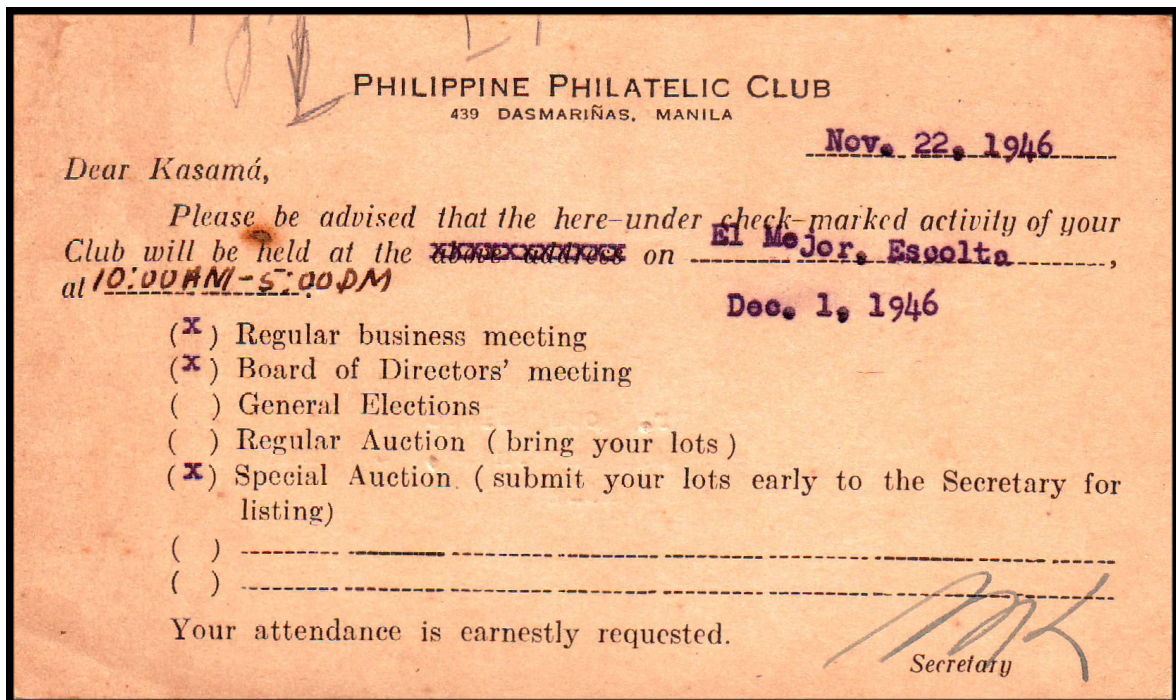 PHILIPPINE PHILATELIC CLUB
439 DASMARIÑAS, MANILA
Nov. 22, 1946
Dear Kasamá,
Please be advised that the here-under check-marked activity of your
Club will be held at the above address on El Mejor, Escolta,
at 10:00AM-5:00PM
Dec. 1, 1946
(x) Regular business meeting
(x) Board of Directors' meeting
( ) General Elections
( ) Regular Auction (bring your lots)
(x) Special Auction (submit your lots early to the Secretary for
listing)
( )
( )
Your attendance is earnestly requested.
Secretary